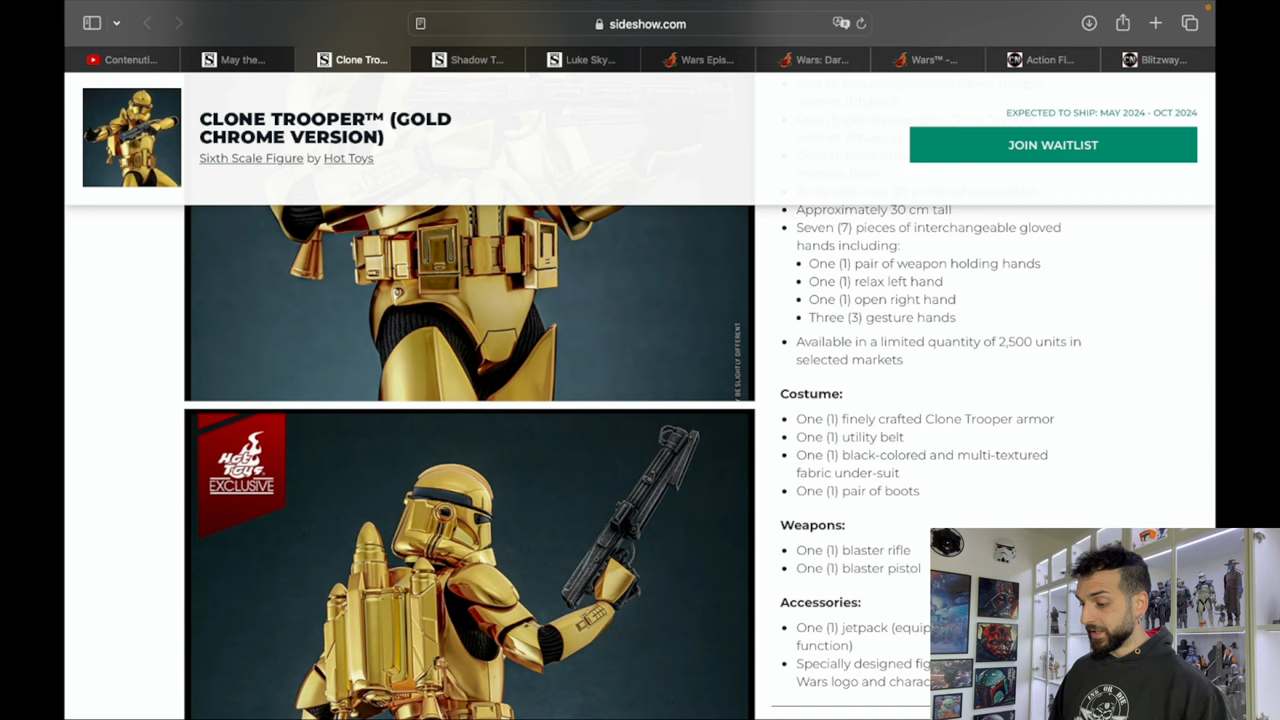 sideshow.com
Contenuti...
May the...
Clone Tro...
Shadow T...
Luke Sky...
Wars Epis...
Wars: Dar...
Wars™ -...
Action Fi...
Blitzway...
CLONE TROOPER™ (GOLD
CHROME VERSION)
Sixth Scale Figure by Hot Toys
EXPECTED TO SHIP: MAY 2024 - OCT 2024
JOIN WAITLIST
Approximately 30 cm tall
Seven (7) pieces of interchangeable gloved
hands including:
One (1) pair of weapon holding hands
One (1) relax left hand
One (1) open right hand
Three (3) gesture hands
Available in a limited quantity of 2,500 units in
selected markets
Costume:
One (1) finely crafted Clone Trooper armor
One (1) utility belt
One (1) black-colored and multi-textured
fabric under-suit
One (1) pair of boots
Weapons:
One (1) blaster rifle
One (1) blaster pistol
Accessories:
One (1) jetpack (equip
function)
Specially designed fig
Wars logo and charac
BE SLIGHTLY DIFFERENT
Hot
Toys
EXCLUSIVE